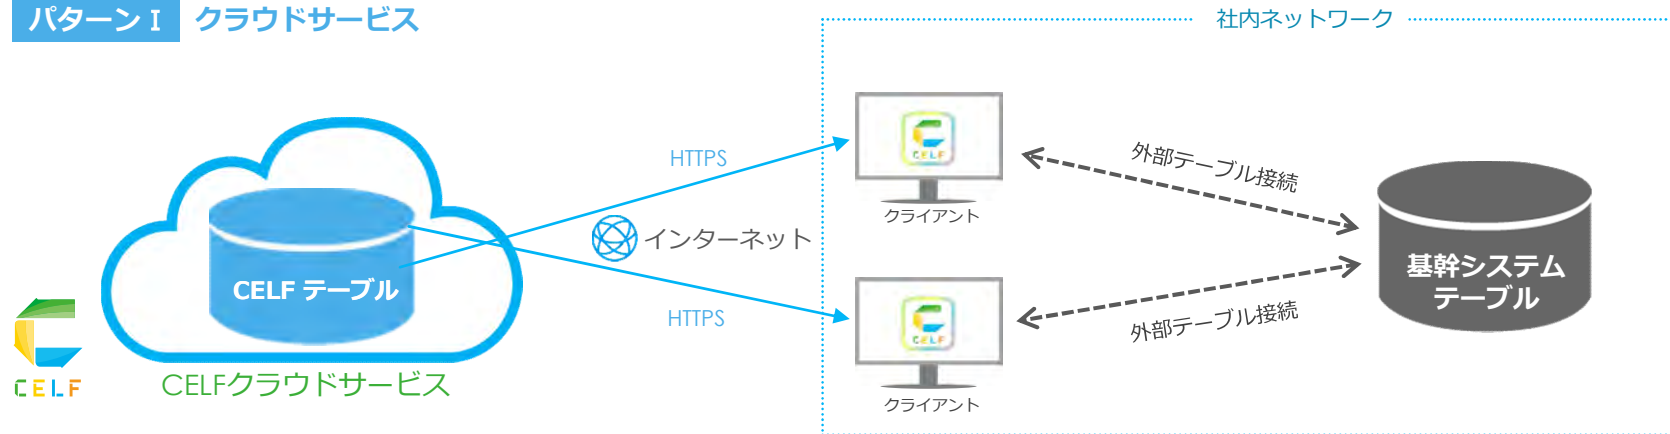 パターン I クラウドサービス
社内ネットワーク
CELF
HTTPS
外部テーブル接続
クライアント
インターネット
CELF テーブル
基幹システム
テーブル
CELF
HTTPS
外部テーブル接続
CELF
CELFクラウドサービス
クライアント